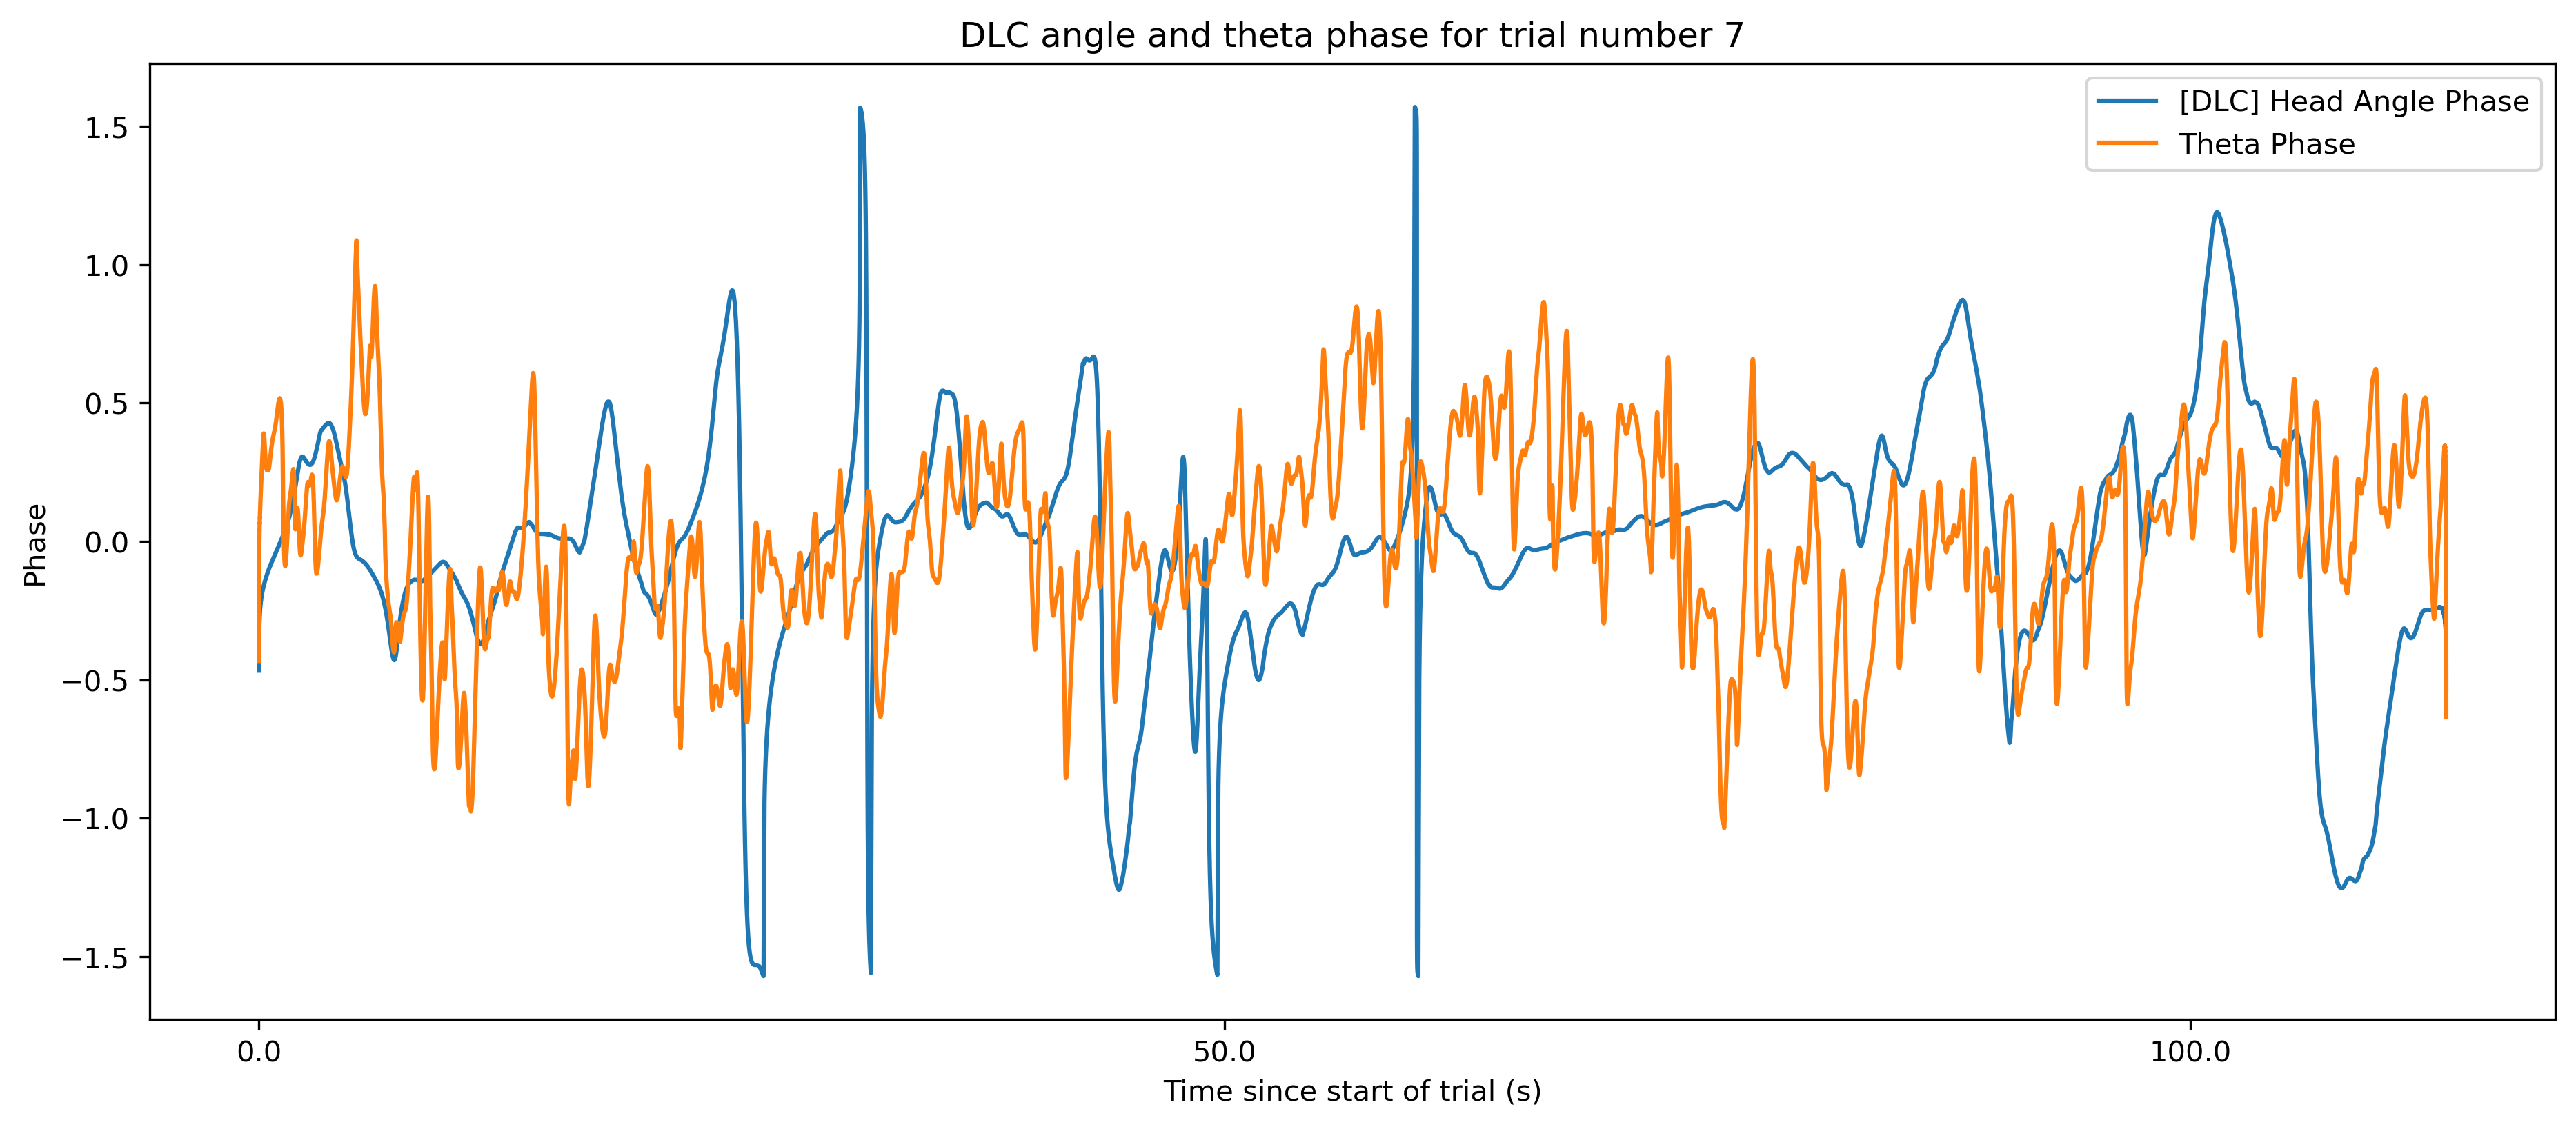 DLC angle and theta phase for trial number 7
[DLC] Head Angle Phase
Theta Phase
Phase
1.5
1.0
0.5
0.0
−0.5
−1.0
−1.5
0.0 50.0 100.0
Time since start of trial (s)